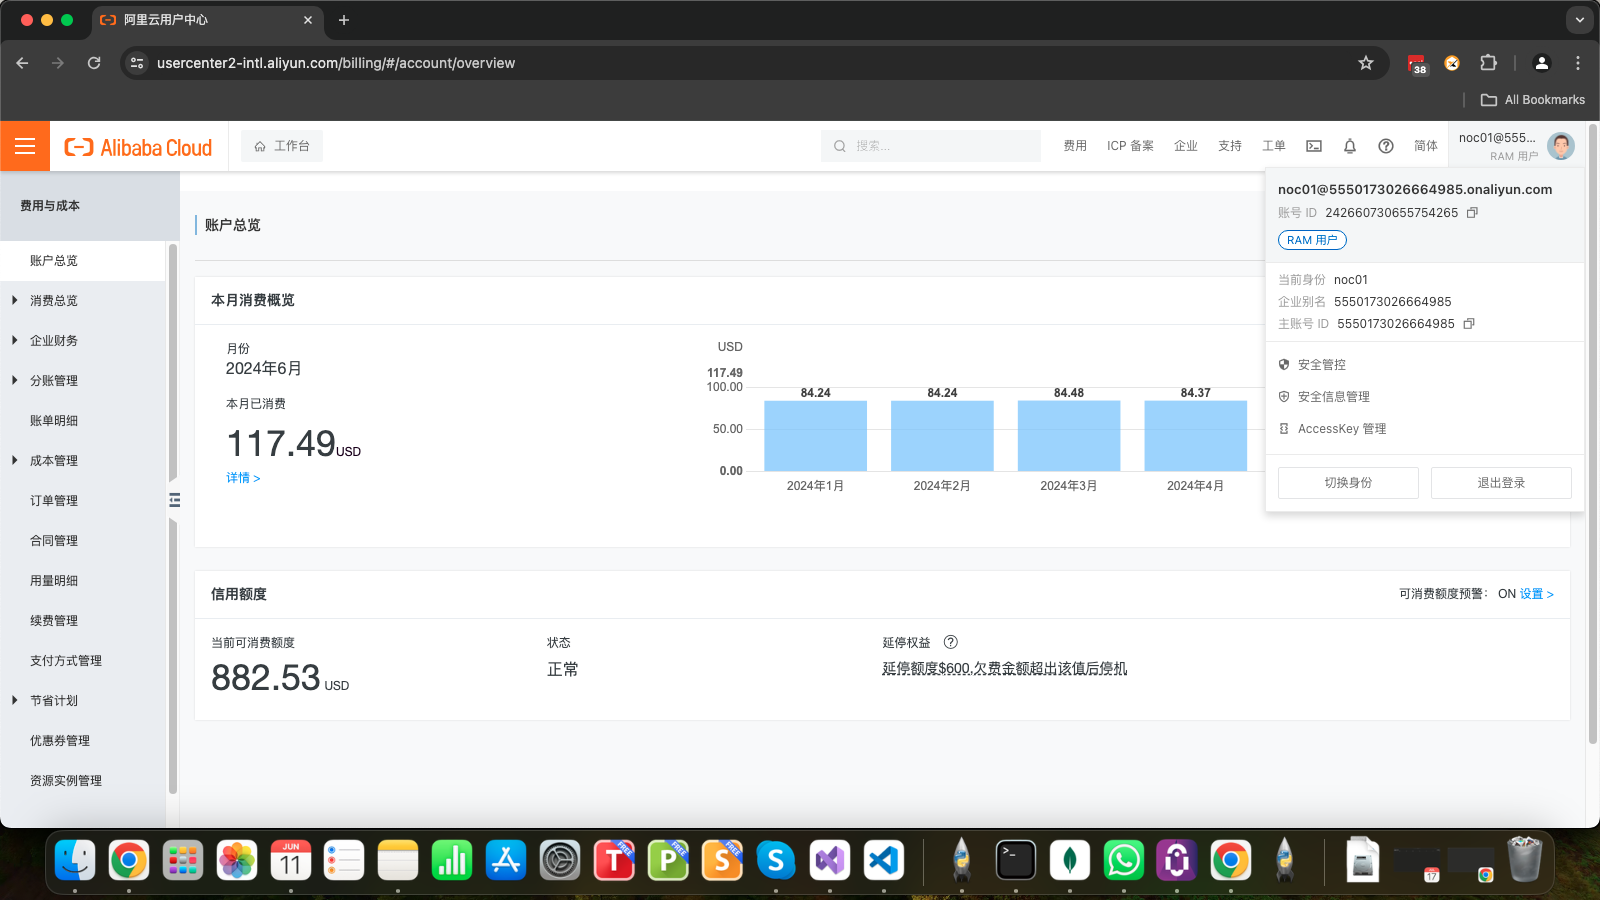 阿里云用户中心
usercenter2-intl.aliyun.com/billing/#/account/overview
38
All Bookmarks
Alibaba Cloud
工作台
搜索...
费用
ICP 备案
企业
支持
工单
简体
noc01@555...
RAM 用户
费用与成本
账户总览
消费总览
企业财务
分账管理
账单明细
成本管理
订单管理
合同管理
用量明细
续费管理
支付方式管理
节省计划
优惠券管理
资源实例管理
账户总览
本月消费概览
月份
2024年6月
本月已消费
117.49USD
详情 >
USD
117.49
100.00
50.00
0.00
84.24
84.24
84.48
84.37
2024年1月
2024年2月
2024年3月
2024年4月
noc01@5550173026664985.onaliyun.com
账号 ID 242660730655754265
RAM 用户
当前身份 noc01
企业别名 5550173026664985
主账号 ID 5550173026664985
安全管控
安全信息管理
AccessKey 管理
切换身份
退出登录
信用额度
可消费额度预警： ON 设置 >
当前可消费额度
882.53 USD
状态
正常
延停权益
延停额度$600,欠费金额超出该值后停机
JUN
11
T
FREE
P
FREE
S
FREE
S
17